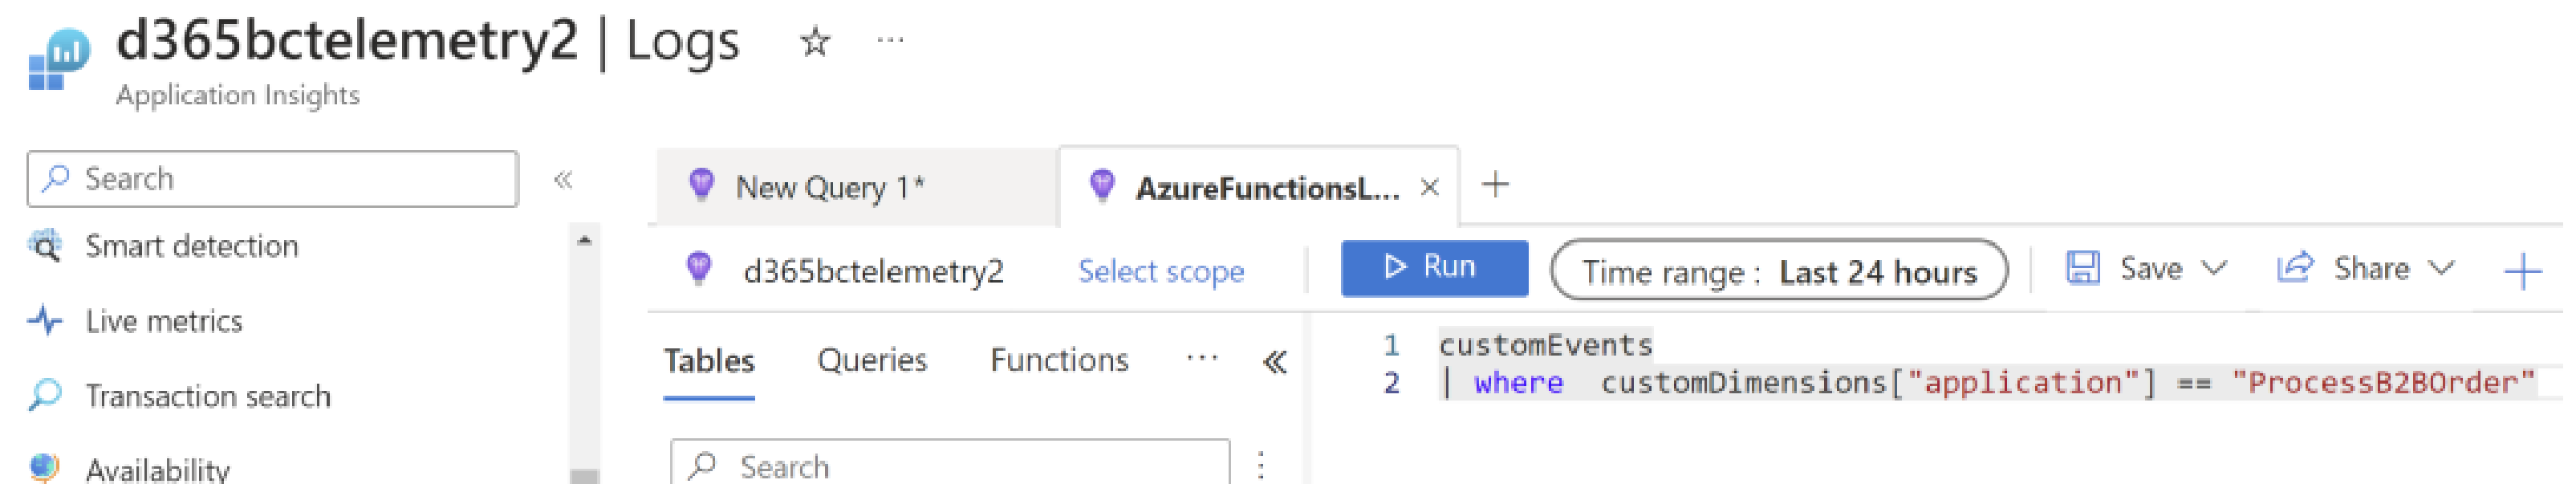 d365bctelemetry2 | Logs
Application Insights
Search
Smart detection
Live metrics
Transaction search
Availability
New Query 1*
AzureFunctionsL...
d365bctelemetry2
Select scope
Run
Time range : Last 24 hours
Save
Share
Tables
Queries
Functions
Search
1 customEvents
2 | where customDimensions["application"] == "ProcessB2BOrder"